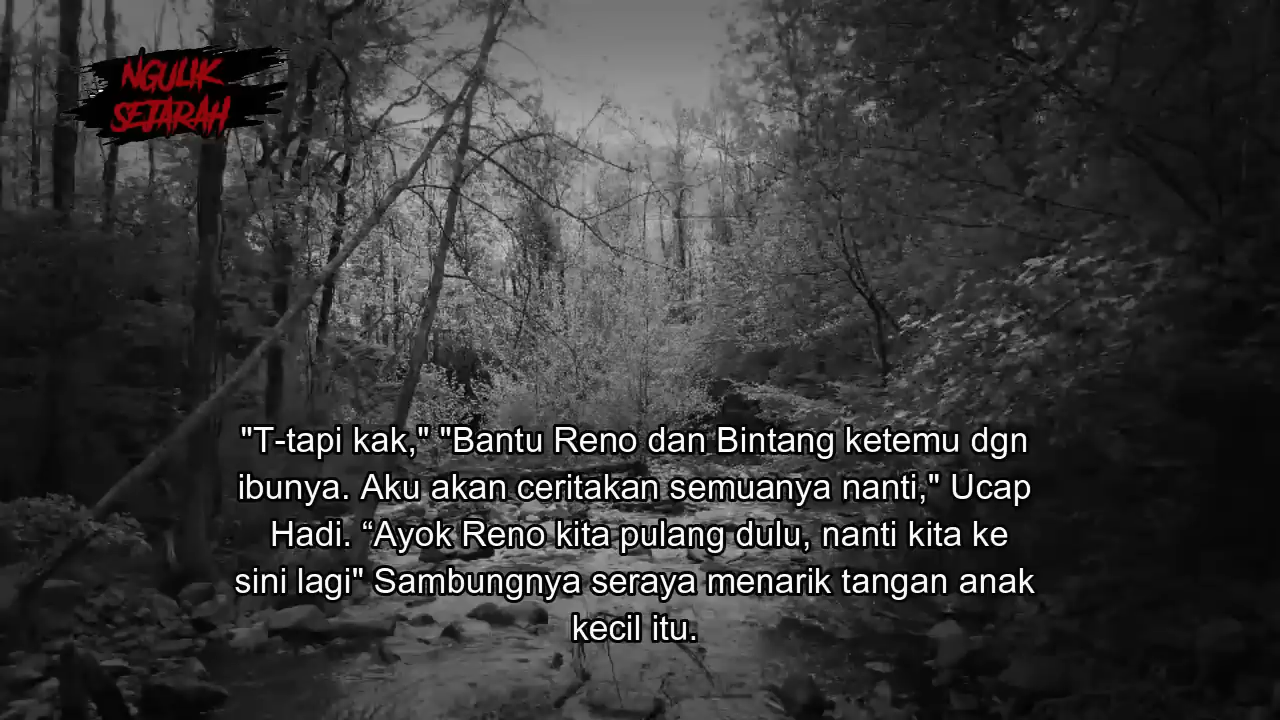 NGULIK
SEJARAH
"T-tapi kak," "Bantu Reno dan Bintang ketemu dgn
ibunya. Aku akan ceritakan semuanya nanti," Ucap
Hadi. “Ayok Reno kita pulang dulu, nanti kita ke
sini lagi" Sambungnya seraya menarik tangan anak
kecil itu.